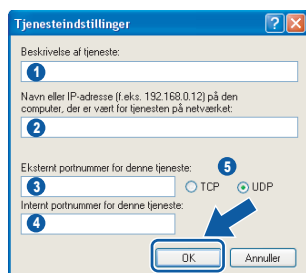 Tjenesteindstillinger
Beskrivelse af tjeneste:
1
Navn eller IP-adresse (f.eks. 192.168.0.12) på den
computer, der er vært for tjenesten på netværket:
2
Eksternt portnummer for denne tjeneste:
5
3
TCP
UDP
Internt portnummer for denne tjeneste:
4
OK
Annuller